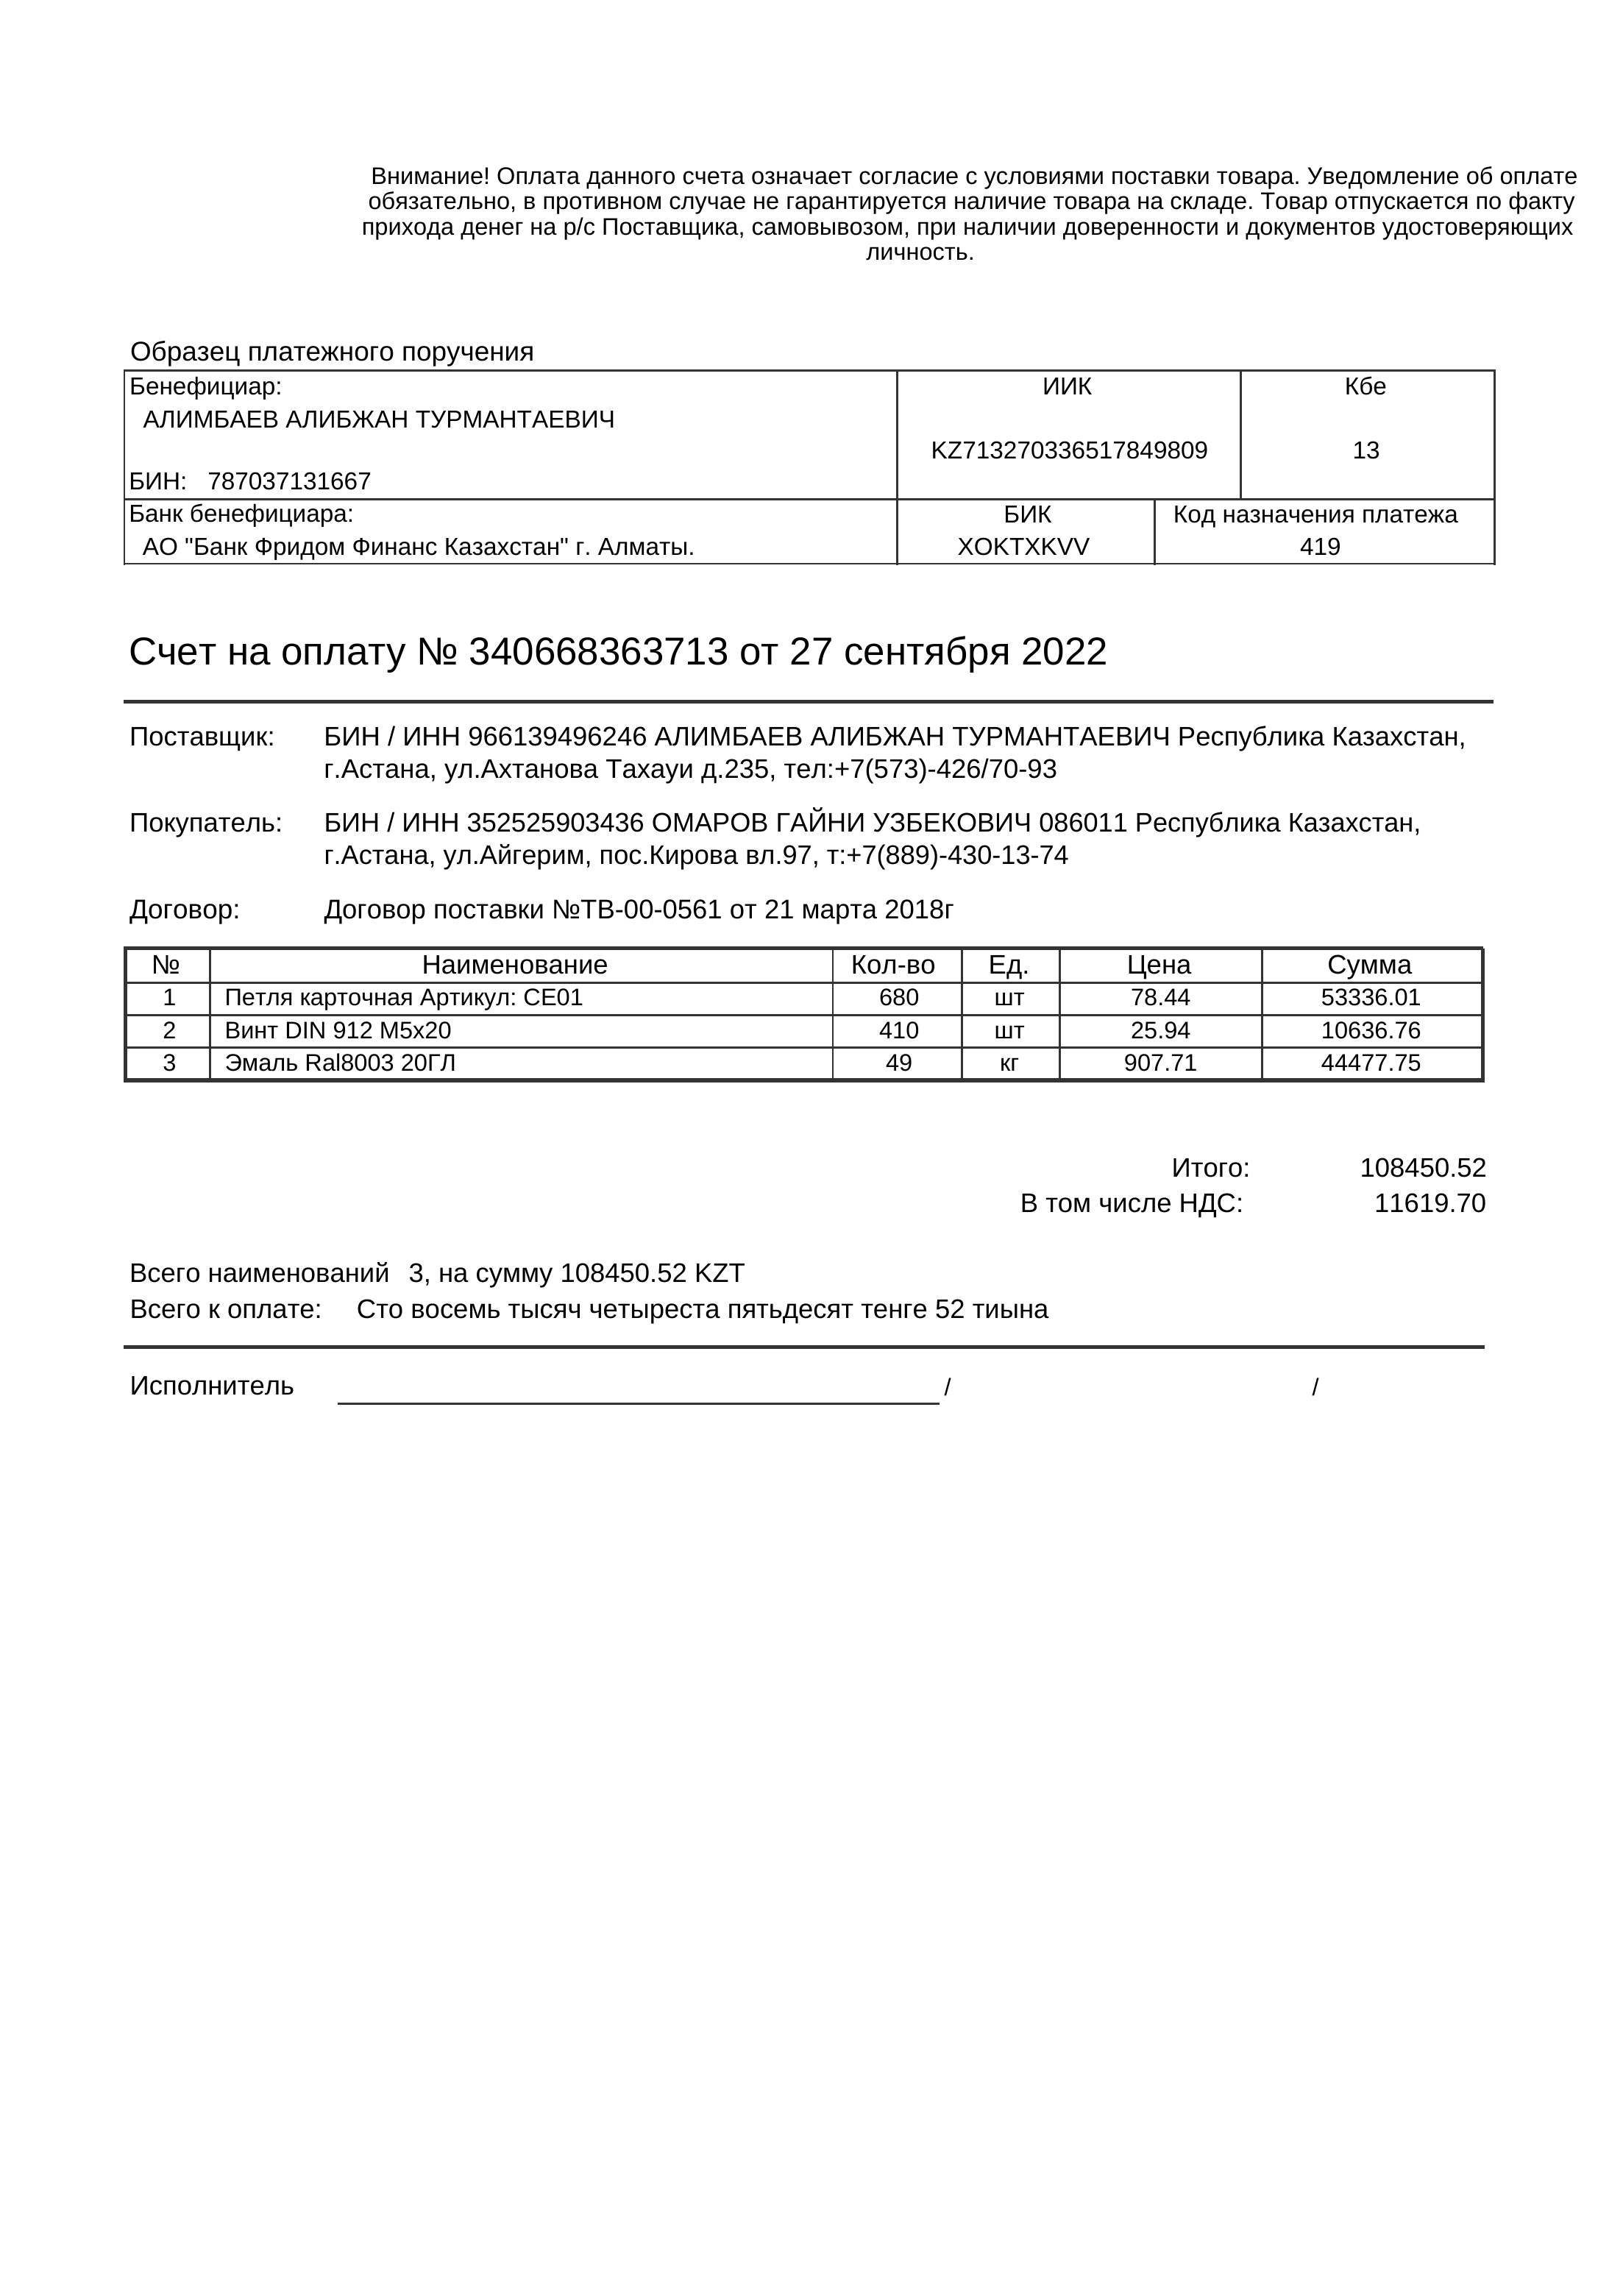 Внимание! Оплата данного счета означает согласие с условиями поставки товара. Уведомление об оплате
обязательно, в противном случае не гарантируется наличие товара на складе. Товар отпускается по факту
прихода денег на р/с Поставщика, самовывозом, при наличии доверенности и документов удостоверяющих
личность.
Образец платежного поручения
Бенефициар: ИИК Кбе
АЛИМБАЕВ АЛИБЖАН ТУРМАНТАЕВИЧ
KZ713270336517849809 13
БИН: 787037131667
Банк бенефициара: БИК Код назначения платежа
АО "Банк Фридом Финанс Казахстан" г. Алматы. XOKTXKVV 419
Счет на оплату № 340668363713 от 27 сентября 2022
Поставщик: БИН / ИНН 966139496246 АЛИМБАЕВ АЛИБЖАН ТУРМАНТАЕВИЧ Республика Казахстан,
г.Астана, ул.Ахтанова Тахауи д.235, тел:+7(573)-426/70-93
Покупатель: БИН / ИНН 352525903436 ОМАРОВ ГАЙНИ УЗБЕКОВИЧ 086011 Республика Казахстан,
г.Астана, ул.Айгерим, пос.Кирова вл.97, т:+7(889)-430-13-74
Договор: Договор поставки №ТВ-00-0561 от 21 марта 2018г
№ Наименование Кол-во Ед. Цена Сумма
1 Петля карточная Артикул: CE01 680 шт 78.44 53336.01
2 Винт DIN 912 М5х20 410 шт 25.94 10636.76
3 Эмаль Ral8003 20ГЛ 49 кг 907.71 44477.75
Итого: 108450.52
В том числе НДС: 11619.70
Всего наименований 3, на сумму 108450.52 KZT
Всего к оплате: Сто восемь тысяч четыреста пятьдесят тенге 52 тиына
Исполнитель / /